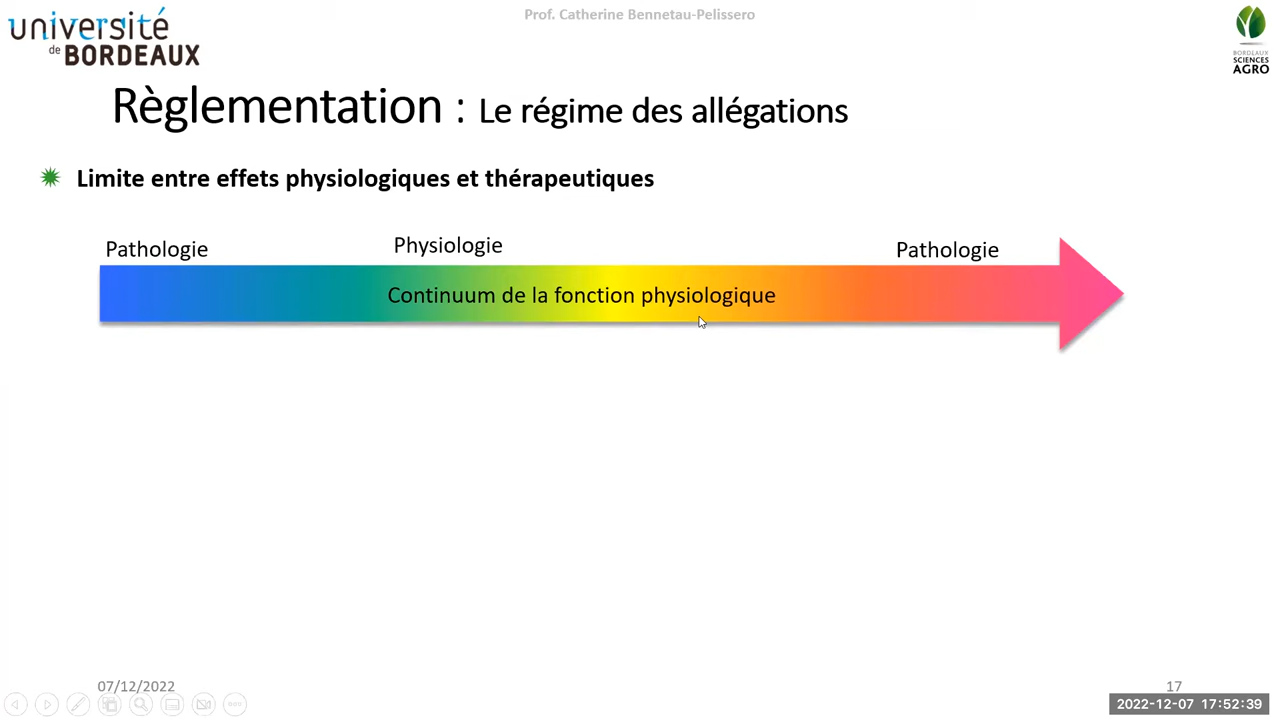 Prof. Catherine Bennetau-Pelissero
université
de BORDEAUX
BORDEAUX
SCIENCES
AGRO
Règlementation : Le régime des allégations
Limite entre effets physiologiques et thérapeutiques
Pathologie
Physiologie
Pathologie
Continuum de la fonction physiologique
07/12/2022
17
2022-12-07 17:52:39